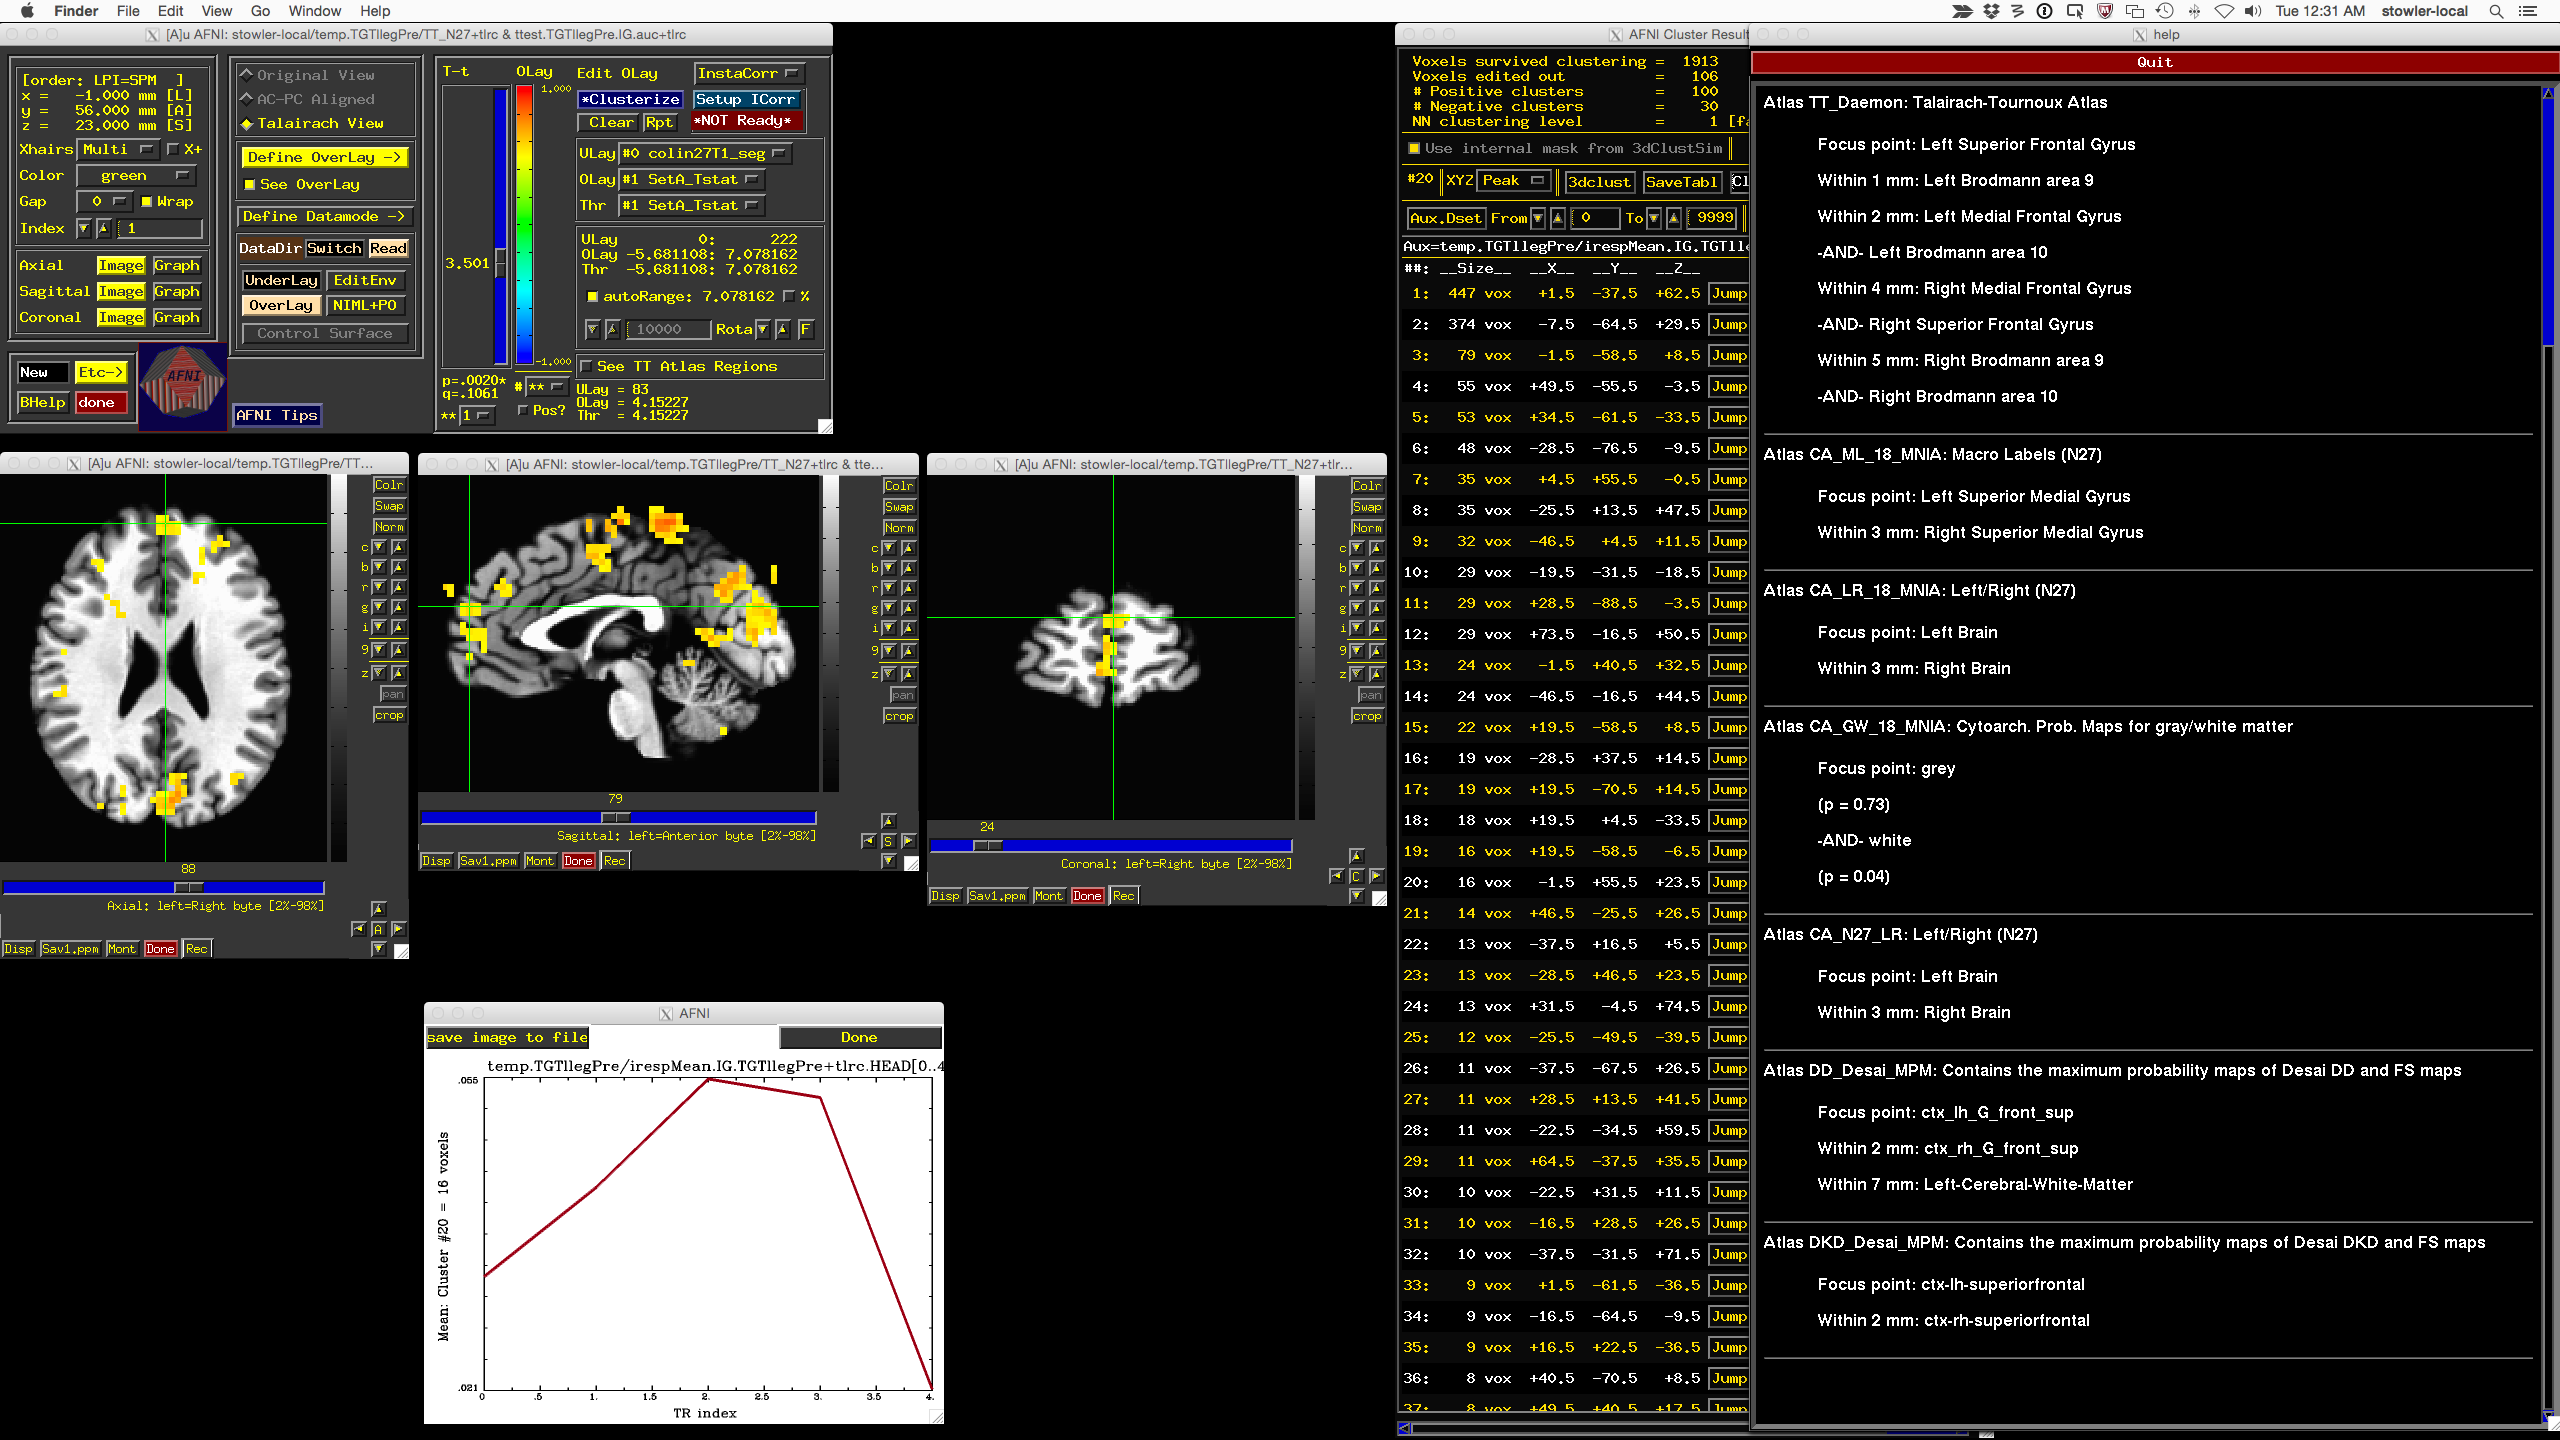 Finder File Edit View Go Window Help
Tue 12:31 AM stowler-local
[A]u AFNI: stowler-local/temp.TGTllegPre/TT_N27+tlrc & ttest.TGTllegPre.IG.auc+tlrc
[order: LPI=SPM ]
x = -1.000 mm [L]
y = 56.000 mm [A]
z = 23.000 mm [S]
Xhairs Multi X+
Color green
Gap 0 Wrap
Index 1
Axial Image Graph
Sagittal Image Graph
Coronal Image Graph
New Etc->
BHelp done
AFNI
AFNI Tips
Original View
AC-PC Aligned
Talairach View
Define OverLay ->
See OverLay
Define Datamode ->
DataDir Switch Read
UnderLay EditEnv
OverLay NIML+PO
Control Surface
T-t
3.501
p=.0020*
q=.1061
** 1
OLay
1.000
-1.000
# **
Pos?
Edit OLay InstaCorr
*Clusterize Setup ICorr
Clear Rpt *NOT Ready*
ULay #0 colin27T1_seg
OLay #1 SetA_Tstat
Thr #1 SetA_Tstat
ULay 0: 222
OLay -5.681108: 7.078162
Thr -5.681108: 7.078162
autoRange: 7.078162 %
10000 Rota F
See TT Atlas Regions
ULay = 83
OLay = 4.15227
Thr = 4.15227
[A]u AFNI: stowler-local/temp.TGTllegPre/TT...
Colr
Swap
Norm
c
b
r
g
i
9
z
pan
crop
88
Axial: left=Right byte [2%-98%]
A
Disp Sav1.ppm Mont Done Rec
[A]u AFNI: stowler-local/temp.TGTllegPre/TT_N27+tlrc & tte...
Colr
Swap
Norm
c
b
r
g
i
9
z
pan
crop
79
Sagittal: left=Anterior byte [2%-98%]
S
Disp Sav1.ppm Mont Done Rec
[A]u AFNI: stowler-local/temp.TGTllegPre/TT_N27+tlr...
Colr
Swap
Norm
c
b
r
g
i
9
z
pan
crop
24
Coronal: left=Right byte [2%-98%]
C
Disp Sav1.ppm Mont Done Rec
AFNI
save image to file Done
temp.TGTllegPre/irespMean.IG.TGTllegPre+tlrc.HEAD[0..4
.055
Mean: Cluster #20 = 16 voxels
.021
0 .5 1. 1.5 2. 2.5 3. 3.5 4.
TR index
AFNI Cluster Result
Voxels survived clustering = 1913
Voxels edited out = 106
# Positive clusters = 100
# Negative clusters = 30
NN clustering level = 1 [fa
Use internal mask from 3dClustSim
#20 XYZ Peak 3dclust SaveTabl Cl
Aux.Dset From 0 To 9999
Aux=temp.TGTllegPre/irespMean.IG.TGTlle
##: __Size__ __X__ __Y__ __Z__
1: 447 vox +1.5 -37.5 +62.5 Jump
2: 374 vox -7.5 -64.5 +29.5 Jump
3: 79 vox -1.5 -58.5 +8.5 Jump
4: 55 vox +49.5 -55.5 -3.5 Jump
5: 53 vox +34.5 -61.5 -33.5 Jump
6: 48 vox -28.5 -76.5 -9.5 Jump
7: 35 vox +4.5 +55.5 -0.5 Jump
8: 35 vox -25.5 +13.5 +47.5 Jump
9: 32 vox -46.5 +4.5 +11.5 Jump
10: 29 vox -19.5 -31.5 -18.5 Jump
11: 29 vox +28.5 -88.5 -3.5 Jump
12: 29 vox +73.5 -16.5 +50.5 Jump
13: 24 vox -1.5 +40.5 +32.5 Jump
14: 24 vox -46.5 -16.5 +44.5 Jump
15: 22 vox +19.5 -58.5 +8.5 Jump
16: 19 vox -28.5 +37.5 +14.5 Jump
17: 19 vox +19.5 -70.5 +14.5 Jump
18: 18 vox +19.5 +4.5 -33.5 Jump
19: 16 vox +19.5 -58.5 -6.5 Jump
20: 16 vox -1.5 +55.5 +23.5 Jump
21: 14 vox +46.5 -25.5 +26.5 Jump
22: 13 vox -37.5 +16.5 +5.5 Jump
23: 13 vox -28.5 +46.5 +23.5 Jump
24: 13 vox +31.5 -4.5 +74.5 Jump
25: 12 vox -25.5 -49.5 -39.5 Jump
26: 11 vox -37.5 -67.5 +26.5 Jump
27: 11 vox +28.5 +13.5 +41.5 Jump
28: 11 vox -22.5 -34.5 +59.5 Jump
29: 11 vox +64.5 -37.5 +35.5 Jump
30: 10 vox -22.5 +31.5 +11.5 Jump
31: 10 vox -16.5 +28.5 +26.5 Jump
32: 10 vox -37.5 -31.5 +71.5 Jump
33: 9 vox +1.5 -61.5 -36.5 Jump
34: 9 vox -16.5 -64.5 -9.5 Jump
35: 9 vox +16.5 +22.5 -36.5 Jump
36: 8 vox +40.5 -70.5 +8.5 Jump
37: 8 vox +49.5 +40.5 +17.5 Jump
help
Quit
Atlas TT_Daemon: Talairach-Tournoux Atlas
Focus point: Left Superior Frontal Gyrus
Within 1 mm: Left Brodmann area 9
Within 2 mm: Left Medial Frontal Gyrus
-AND- Left Brodmann area 10
Within 4 mm: Right Medial Frontal Gyrus
-AND- Right Superior Frontal Gyrus
Within 5 mm: Right Brodmann area 9
-AND- Right Brodmann area 10
Atlas CA_ML_18_MNIA: Macro Labels (N27)
Focus point: Left Superior Medial Gyrus
Within 3 mm: Right Superior Medial Gyrus
Atlas CA_LR_18_MNIA: Left/Right (N27)
Focus point: Left Brain
Within 3 mm: Right Brain
Atlas CA_GW_18_MNIA: Cytoarch. Prob. Maps for gray/white matter
Focus point: grey
(p = 0.73)
-AND- white
(p = 0.04)
Atlas CA_N27_LR: Left/Right (N27)
Focus point: Left Brain
Within 3 mm: Right Brain
Atlas DD_Desai_MPM: Contains the maximum probability maps of Desai DD and FS maps
Focus point: ctx_lh_G_front_sup
Within 2 mm: ctx_rh_G_front_sup
Within 7 mm: Left-Cerebral-White-Matter
Atlas DKD_Desai_MPM: Contains the maximum probability maps of Desai DKD and FS maps
Focus point: ctx-lh-superiorfrontal
Within 2 mm: ctx-rh-superiorfrontal